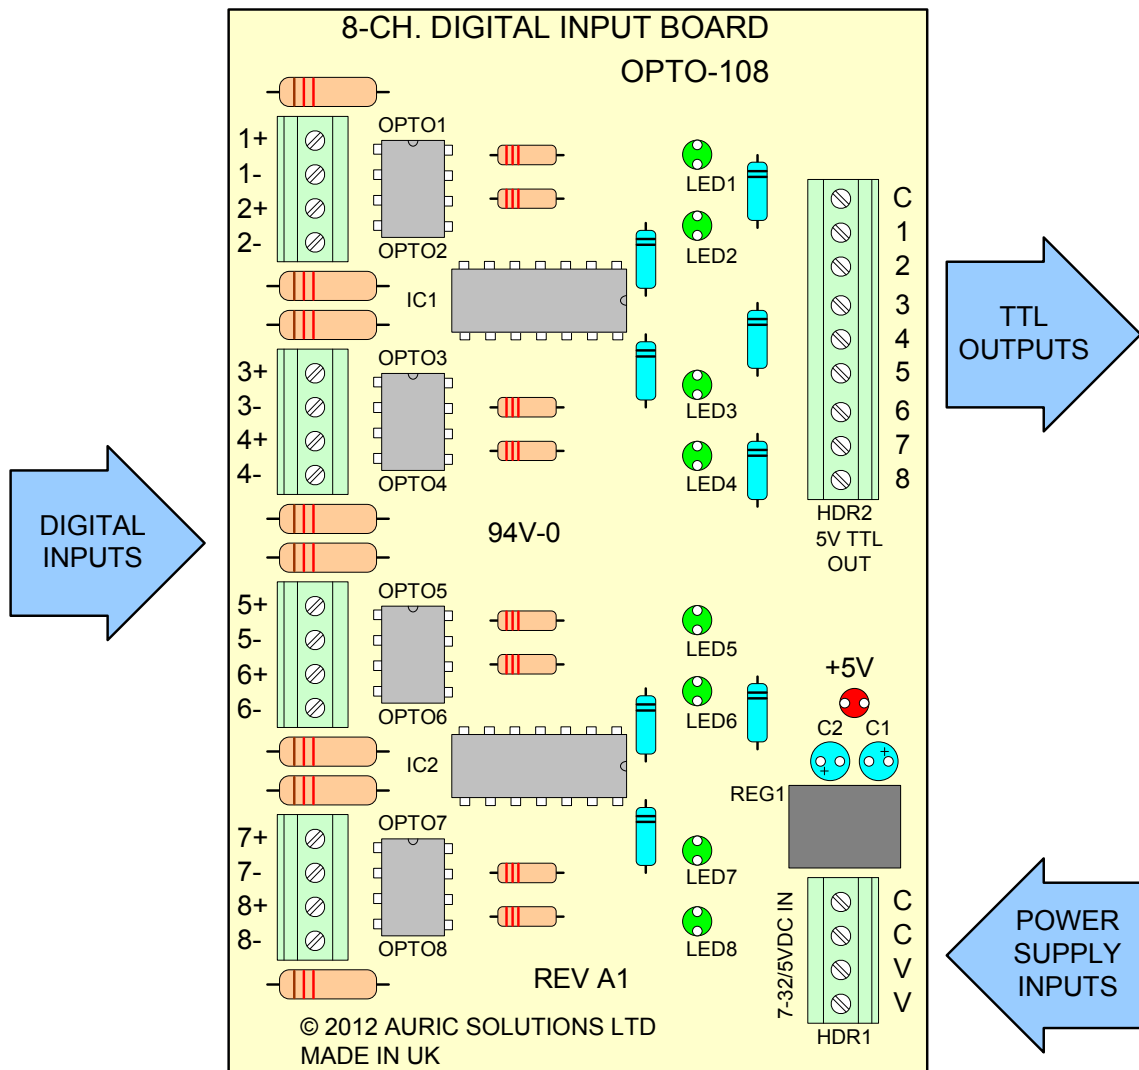 8-CH. DIGITAL INPUT BOARD
OPTO-108
1+
1-
2+
2-
OPTO1
OPTO2
LED1
LED2
IC1
C
1
2
3
4
5
6
7
8
HDR2
5V TTL
OUT
TTL
OUTPUTS
3+
3-
4+
4-
OPTO3
OPTO4
LED3
LED4
DIGITAL
INPUTS
94V-0
5+
5-
6+
6-
OPTO5
OPTO6
LED5
LED6
+5V
C2
C1
+
+
IC2
REG1
7+
7-
8+
8-
OPTO7
OPTO8
LED7
LED8
7-32/5VDC IN
C
C
V
V
HDR1
POWER
SUPPLY
INPUTS
REV A1
© 2012 AURIC SOLUTIONS LTD
MADE IN UK